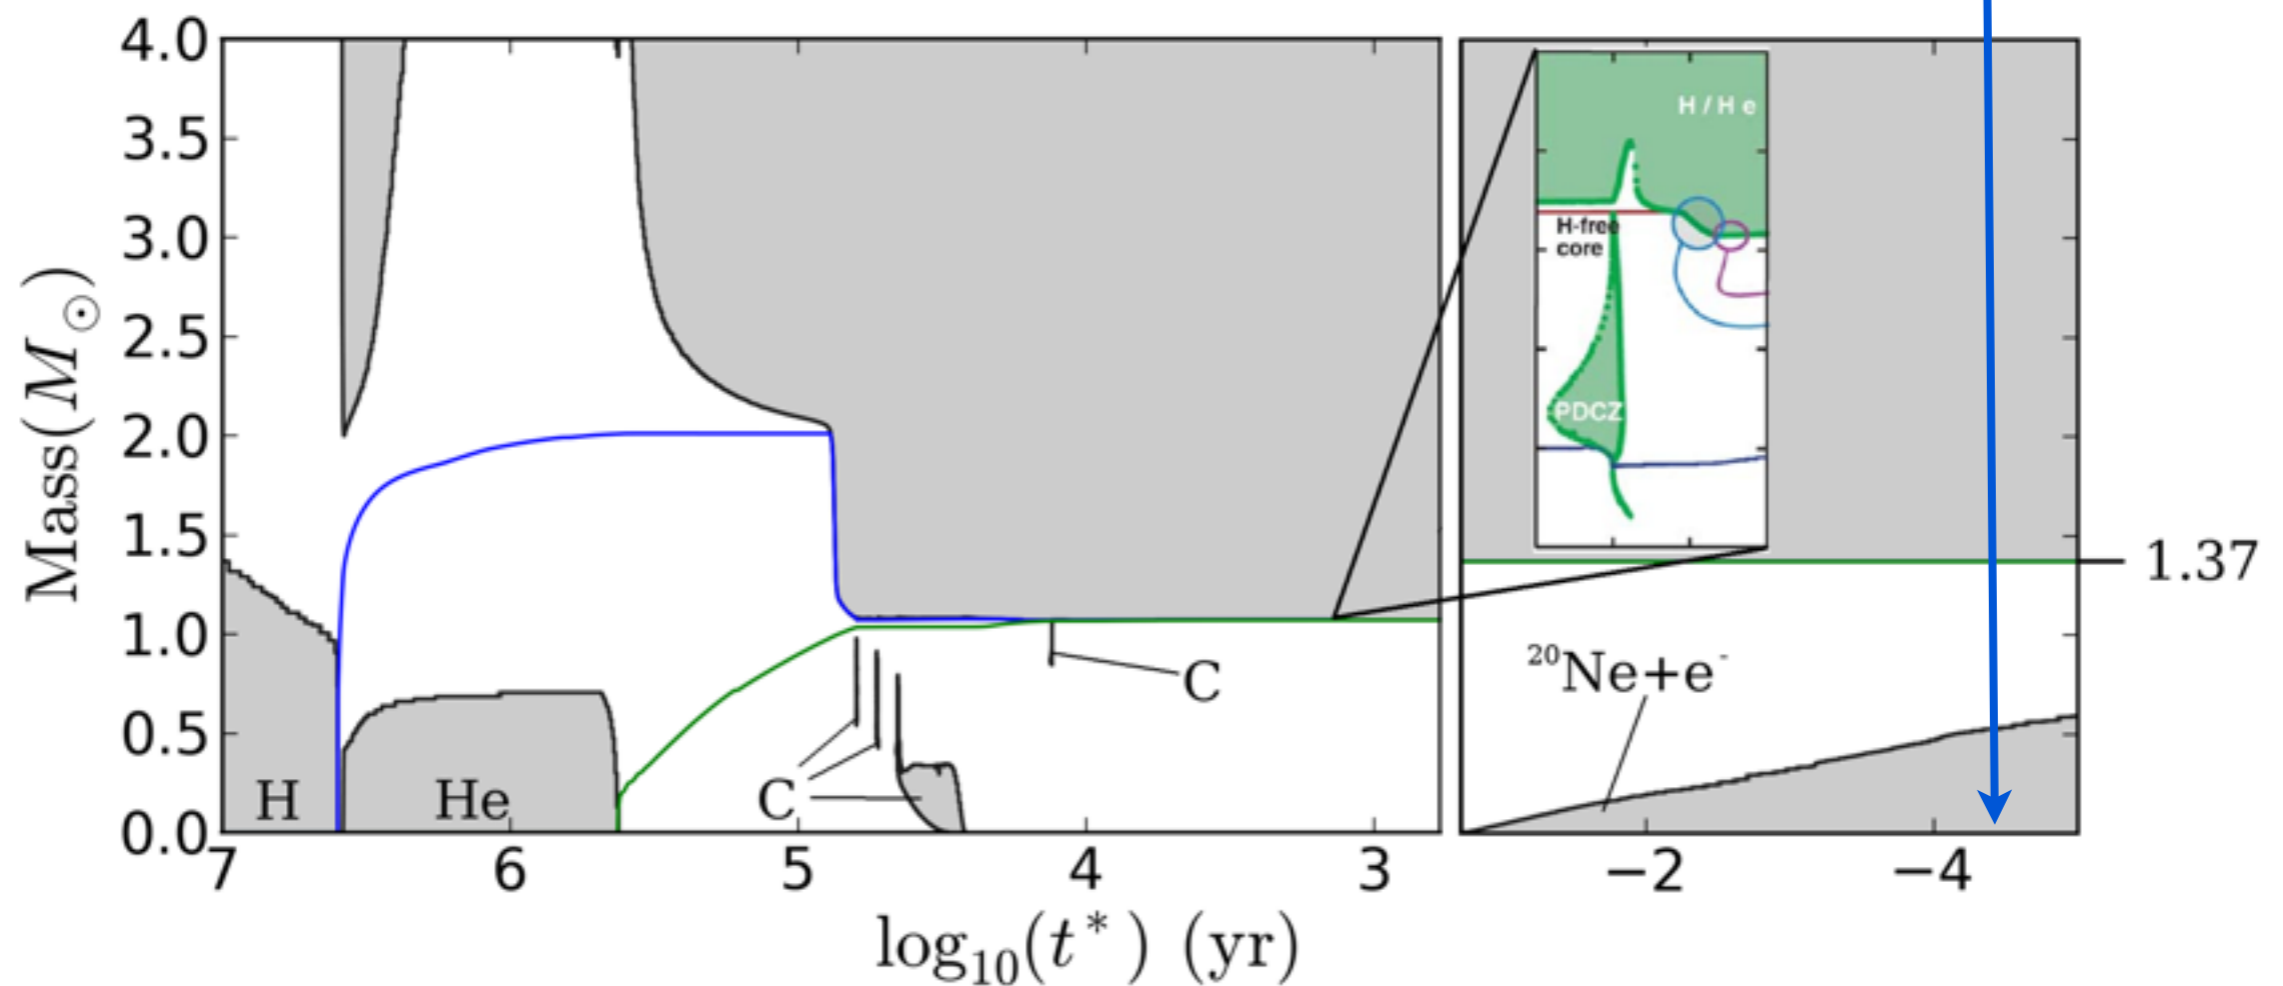 4.0
3.5
3.0
2.5
2.0
1.5
1.0
0.5
0.0
Mass(M☉)
7 6 5 4 3 −2 −4
log₁₀(t*) (yr)
H
He
C
C
H / H e
H-free
core
PDCZ
²⁰Ne+e⁻
1.37